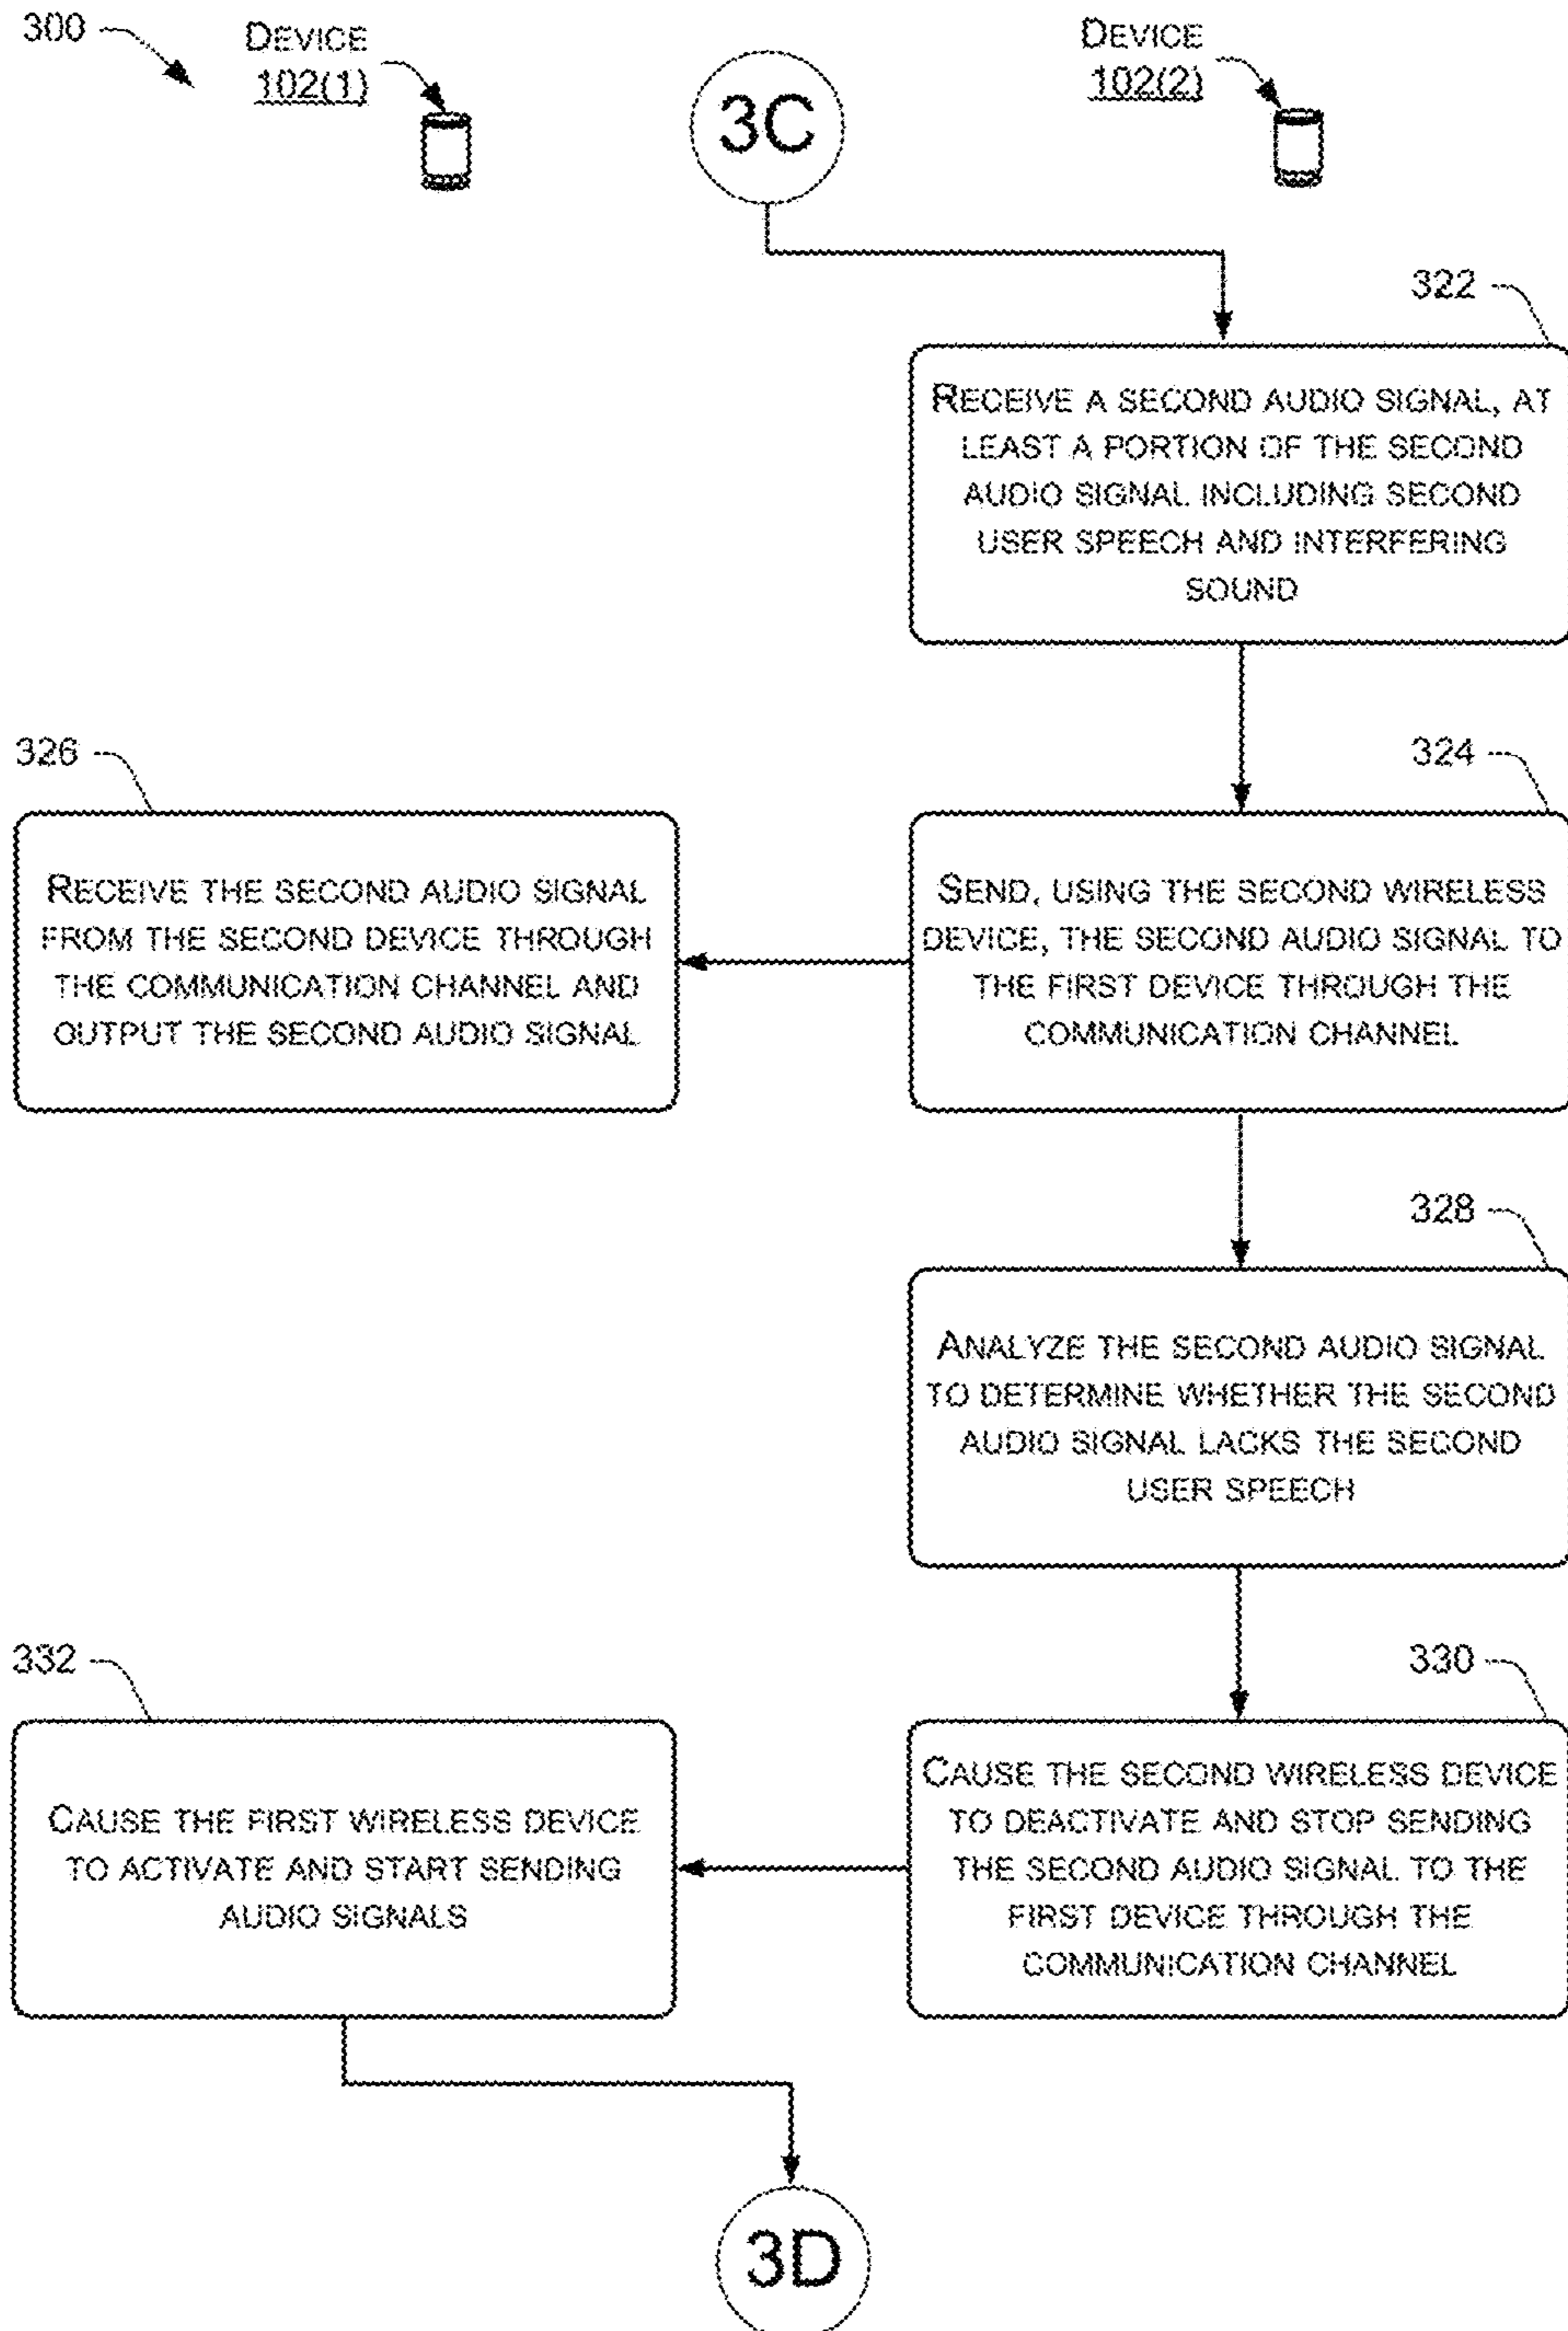 300
DEVICE
102(1)
3C
DEVICE
102(2)
322
RECEIVE A SECOND AUDIO SIGNAL, AT
LEAST A PORTION OF THE SECOND
AUDIO SIGNAL INCLUDING SECOND
USER SPEECH AND INTERFERING
SOUND
326
RECEIVE THE SECOND AUDIO SIGNAL
FROM THE SECOND DEVICE THROUGH
THE COMMUNICATION CHANNEL AND
OUTPUT THE SECOND AUDIO SIGNAL
324
SEND, USING THE SECOND WIRELESS
DEVICE, THE SECOND AUDIO SIGNAL TO
THE FIRST DEVICE THROUGH THE
COMMUNICATION CHANNEL
328
ANALYZE THE SECOND AUDIO SIGNAL
TO DETERMINE WHETHER THE SECOND
AUDIO SIGNAL LACKS THE SECOND
USER SPEECH
332
CAUSE THE FIRST WIRELESS DEVICE
TO ACTIVATE AND START SENDING
AUDIO SIGNALS
330
CAUSE THE SECOND WIRELESS DEVICE
TO DEACTIVATE AND STOP SENDING
THE SECOND AUDIO SIGNAL TO THE
FIRST DEVICE THROUGH THE
COMMUNICATION CHANNEL
3D